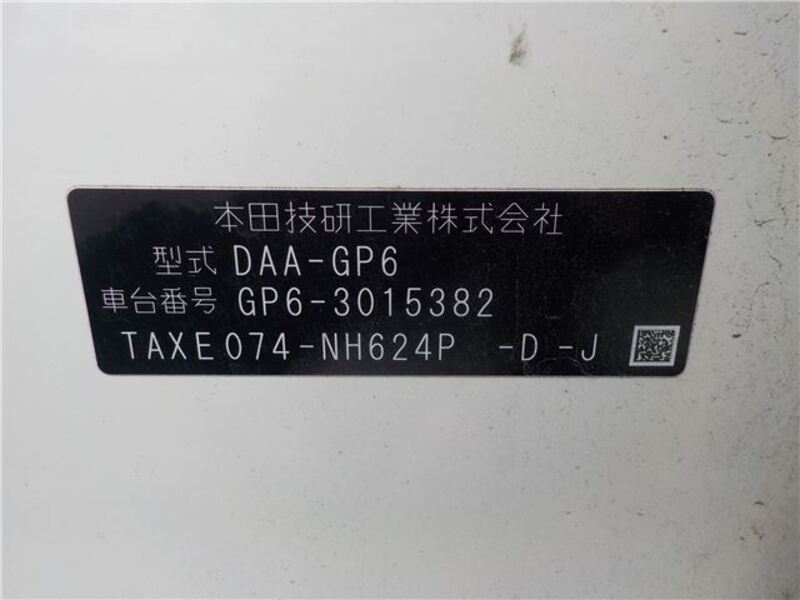 本田技研工業株式会社
型式 DAA-GP6
車台番号 GP6-3015382
TAXE074-NH624P -D -J